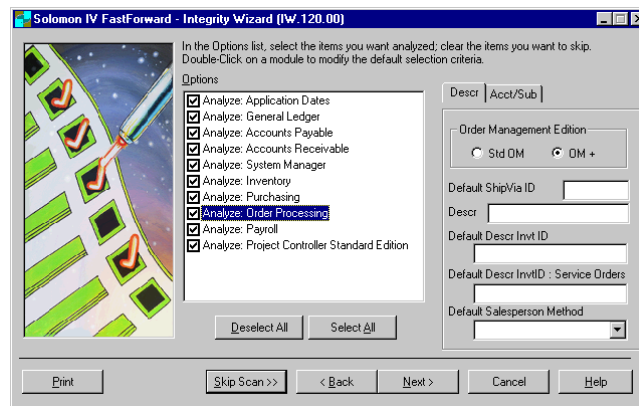 Solomon IV FastForward - Integrity Wizard (IW.120.00)
In the Options list, select the items you want analyzed; clear the items you want to skip.
Double-Click on a module to modify the default selection criteria.
Options
Analyze: Application Dates
Analyze: General Ledger
Analyze: Accounts Payable
Analyze: Accounts Receivable
Analyze: System Manager
Analyze: Inventory
Analyze: Purchasing
Analyze: Order Processing
Analyze: Payroll
Analyze: Project Controller Standard Edition
Deselect All
Select All
Descr
Acct/Sub
Order Management Edition
Std OM
OM +
Default ShipVia ID
Descr
Default Descr Invt ID
Default Descr InvtID : Service Orders
Default Salesperson Method
Print
Skip Scan >>
< Back
Next >
Cancel
Help